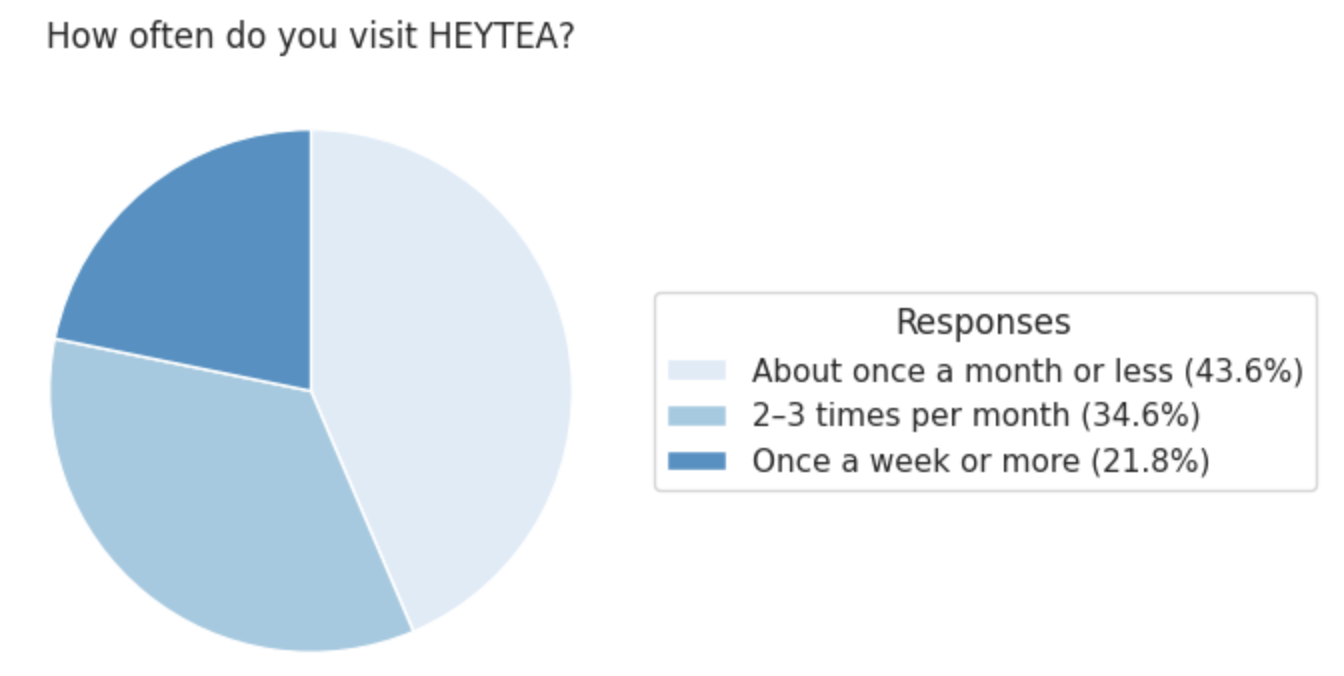 How often do you visit HEYTEA?
Responses
About once a month or less (43.6%)
2–3 times per month (34.6%)
Once a week or more (21.8%)